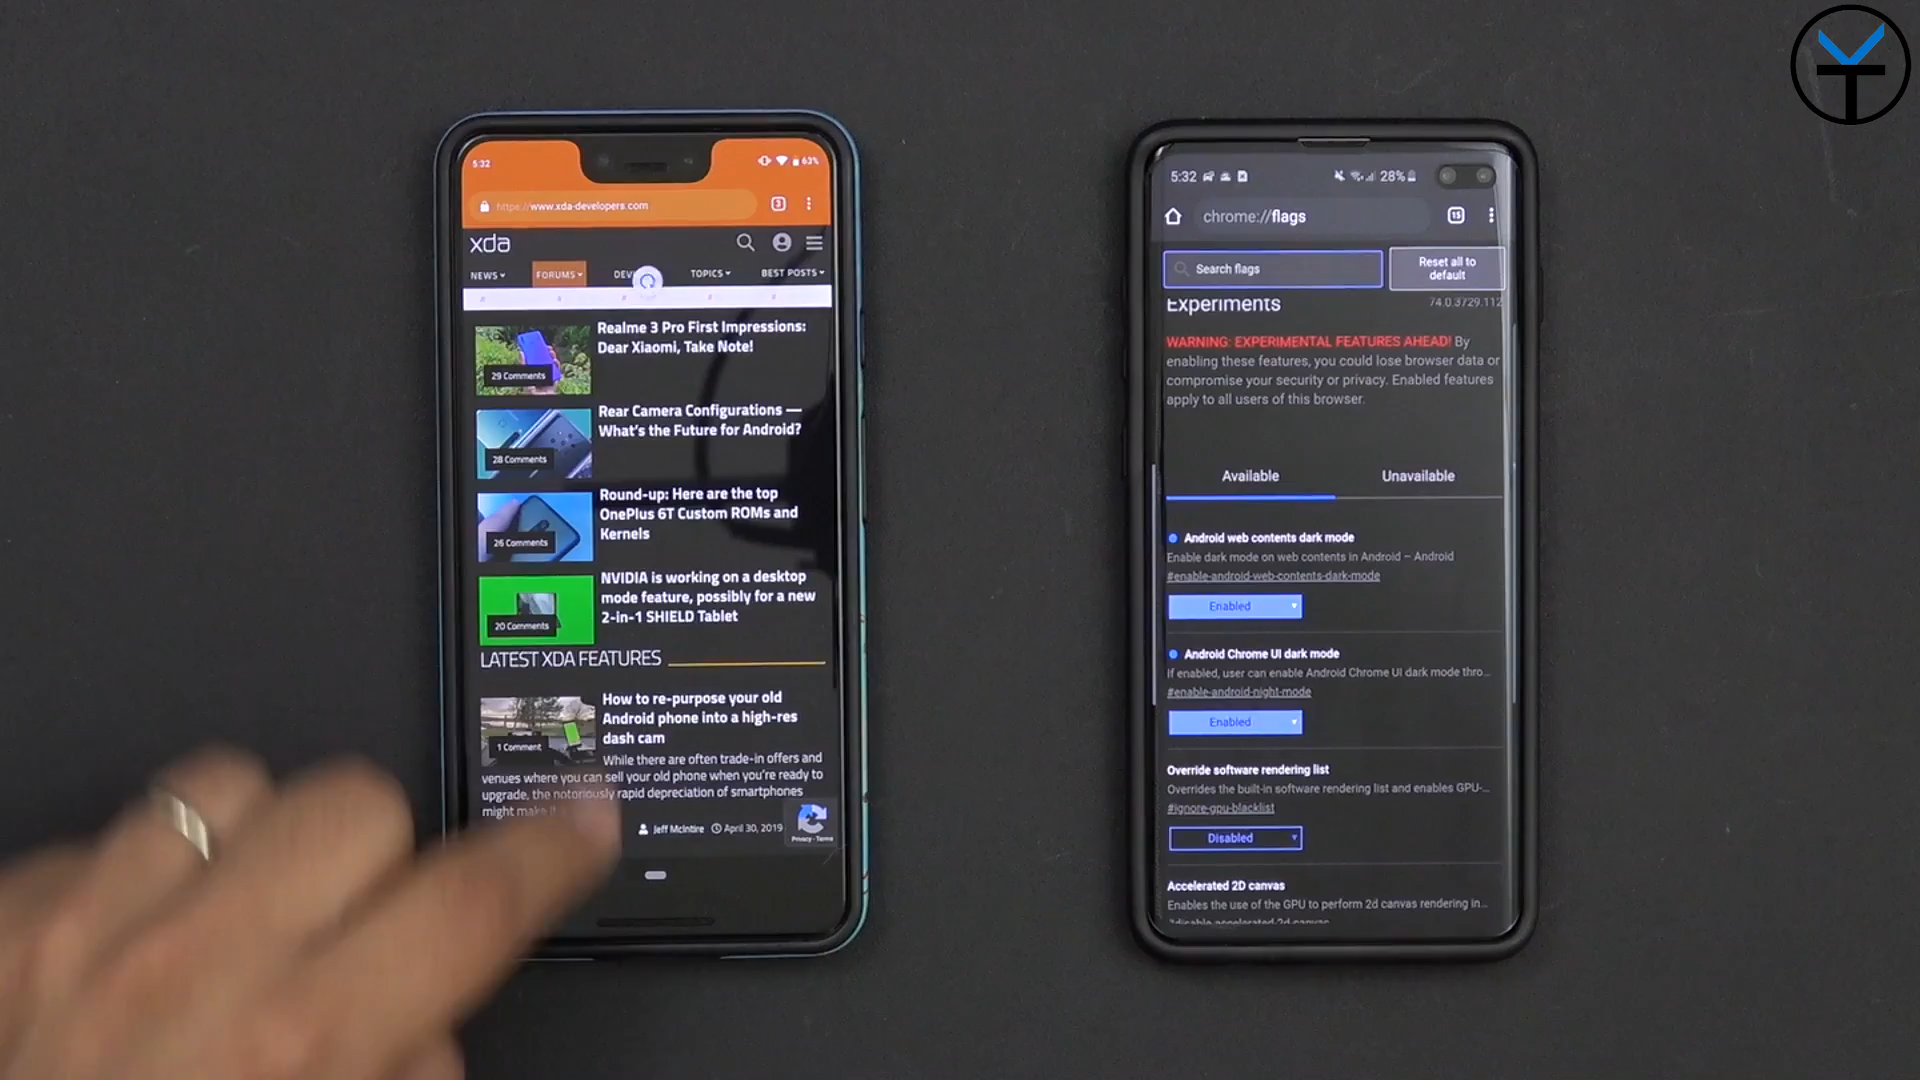 5:32
63%
https://www.xda-developers.com
3
xda
NEWS
FORUMS
TOPICS
BEST POSTS
Realme 3 Pro First Impressions:
Dear Xiaomi, Take Note!
29 Comments
Rear Camera Configurations —
What's the Future for Android?
28 Comments
Round-up: Here are the top
OnePlus 6T Custom ROMs and
Kernels
26 Comments
NVIDIA is working on a desktop
mode feature, possibly for a new
2-in-1 SHIELD Tablet
20 Comments
LATEST XDA FEATURES
How to re-purpose your old
Android phone into a high-res
dash cam
1 Comment
While there are often trade-in offers and
venues where you can sell your old phone when you're ready to
upgrade, the notoriously rapid depreciation of smartphones
might make
Jeff McIntire
April 30, 2019
Privacy - Terms
5:32
28%
chrome://flags
15
Search flags
Reset all to
default
Experiments
74.0.3729.112
WARNING: EXPERIMENTAL FEATURES AHEAD! By
enabling these features, you could lose browser data or
compromise your security or privacy. Enabled features
apply to all users of this browser.
Available
Unavailable
Android web contents dark mode
Enable dark mode on web contents in Android – Android
#enable-android-web-contents-dark-mode
Enabled
Android Chrome UI dark mode
If enabled, user can enable Android Chrome UI dark mode thro...
#enable-android-night-mode
Enabled
Override software rendering list
Overrides the built-in software rendering list and enables GPU-...
#ignore-gpu-blacklist
Disabled
Accelerated 2D canvas
Enables the use of the GPU to perform 2d canvas rendering in...